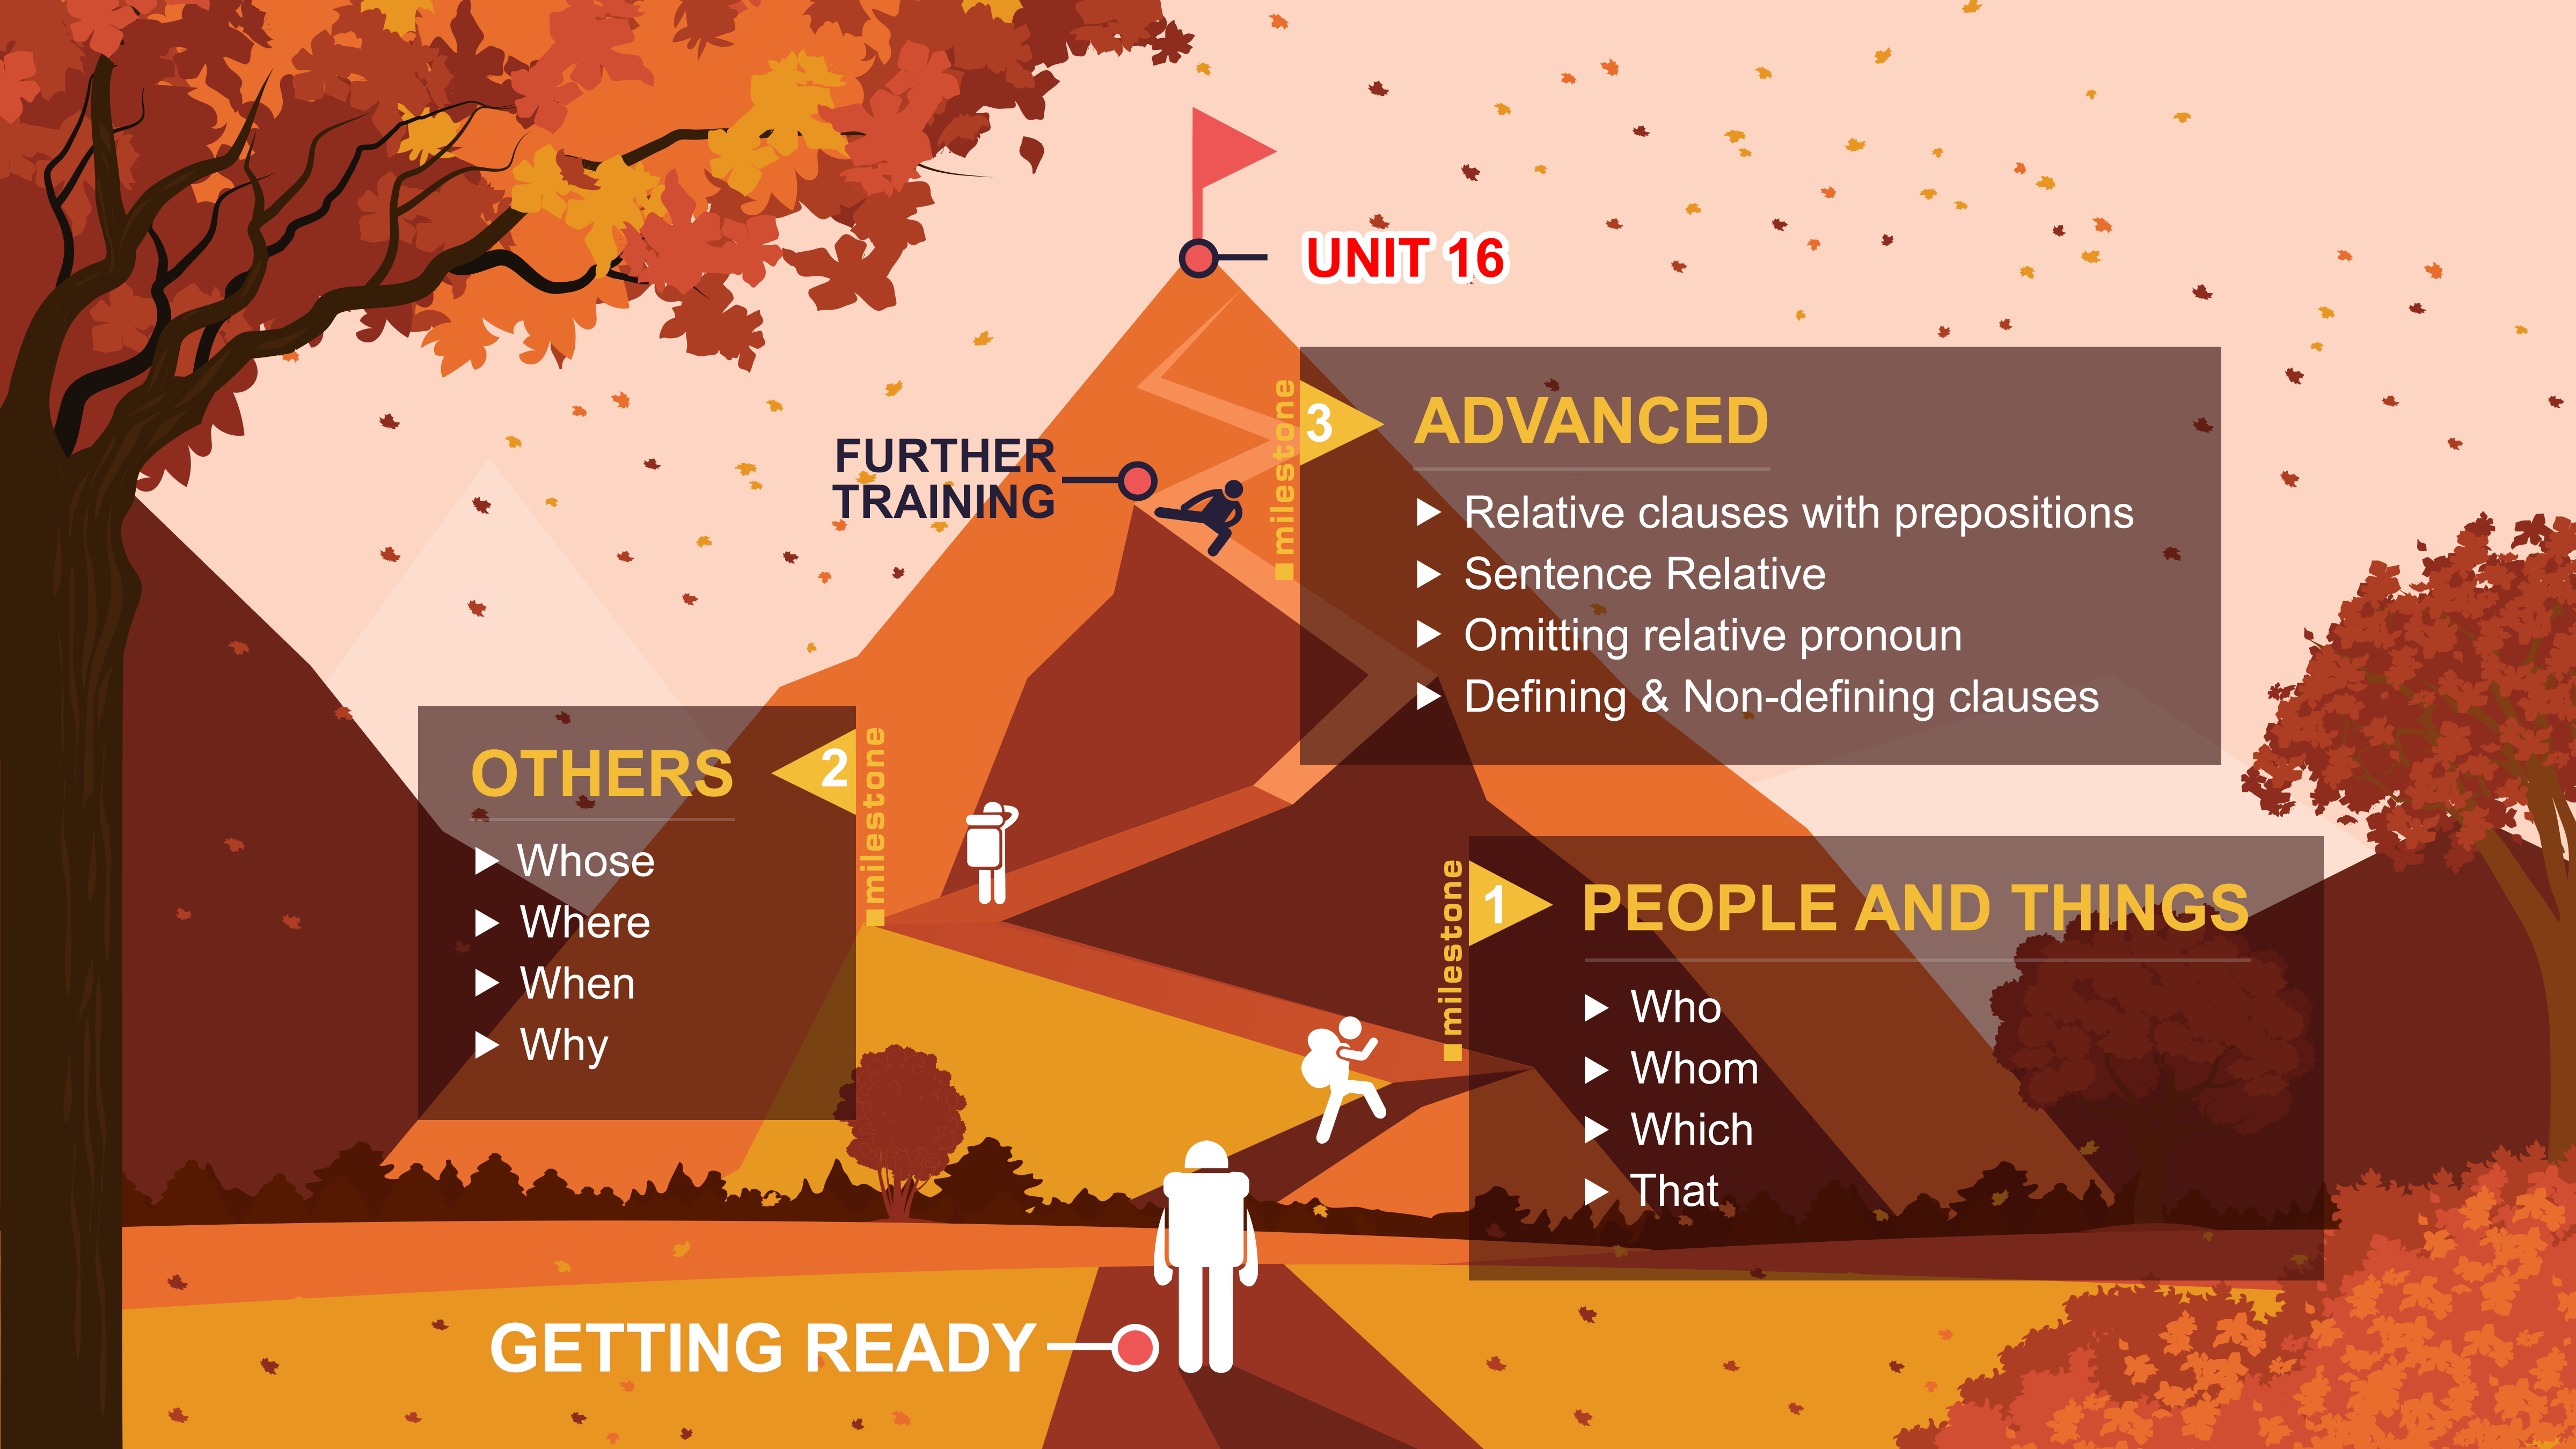 UNIT 16
FURTHER
TRAINING
milestone
3
ADVANCED
Relative clauses with prepositions
Sentence Relative
Omitting relative pronoun
Defining & Non-defining clauses
OTHERS
2
milestone
Whose
Where
When
Why
milestone
1
PEOPLE AND THINGS
Who
Whom
Which
That
GETTING READY